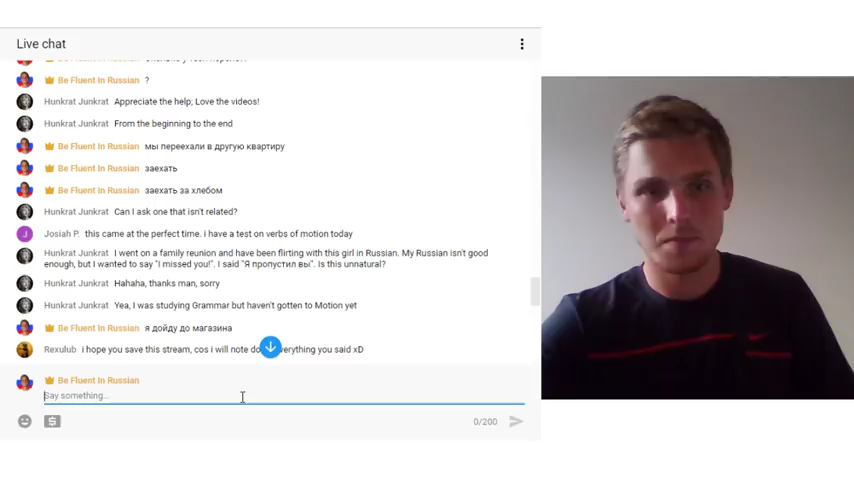 Live chat
Be Fluent In Russian ?
Hunkrat Junkrat Appreciate the help; Love the videos!
Hunkrat Junkrat From the beginning to the end
Be Fluent In Russian мы переехали в другую квартиру
Be Fluent In Russian заехать
Be Fluent In Russian заехать за хлебом
Hunkrat Junkrat Can I ask one that isn't related?
J Josiah P. this came at the perfect time. i have a test on verbs of motion today
Hunkrat Junkrat I went on a family reunion and have been flirting with this girl in Russian. My Russian isn't good
enough, but I wanted to say "I missed you!". I said "Я пропустил вы". Is this unnatural?
Hunkrat Junkrat Hahaha, thanks man, sorry
Hunkrat Junkrat Yea, I was studying Grammar but haven't gotten to Motion yet
Be Fluent In Russian я дойду до магазина
Rexulub i hope you save this stream, cos i will note do everything you said xD
Be Fluent In Russian
Say something...
0/200